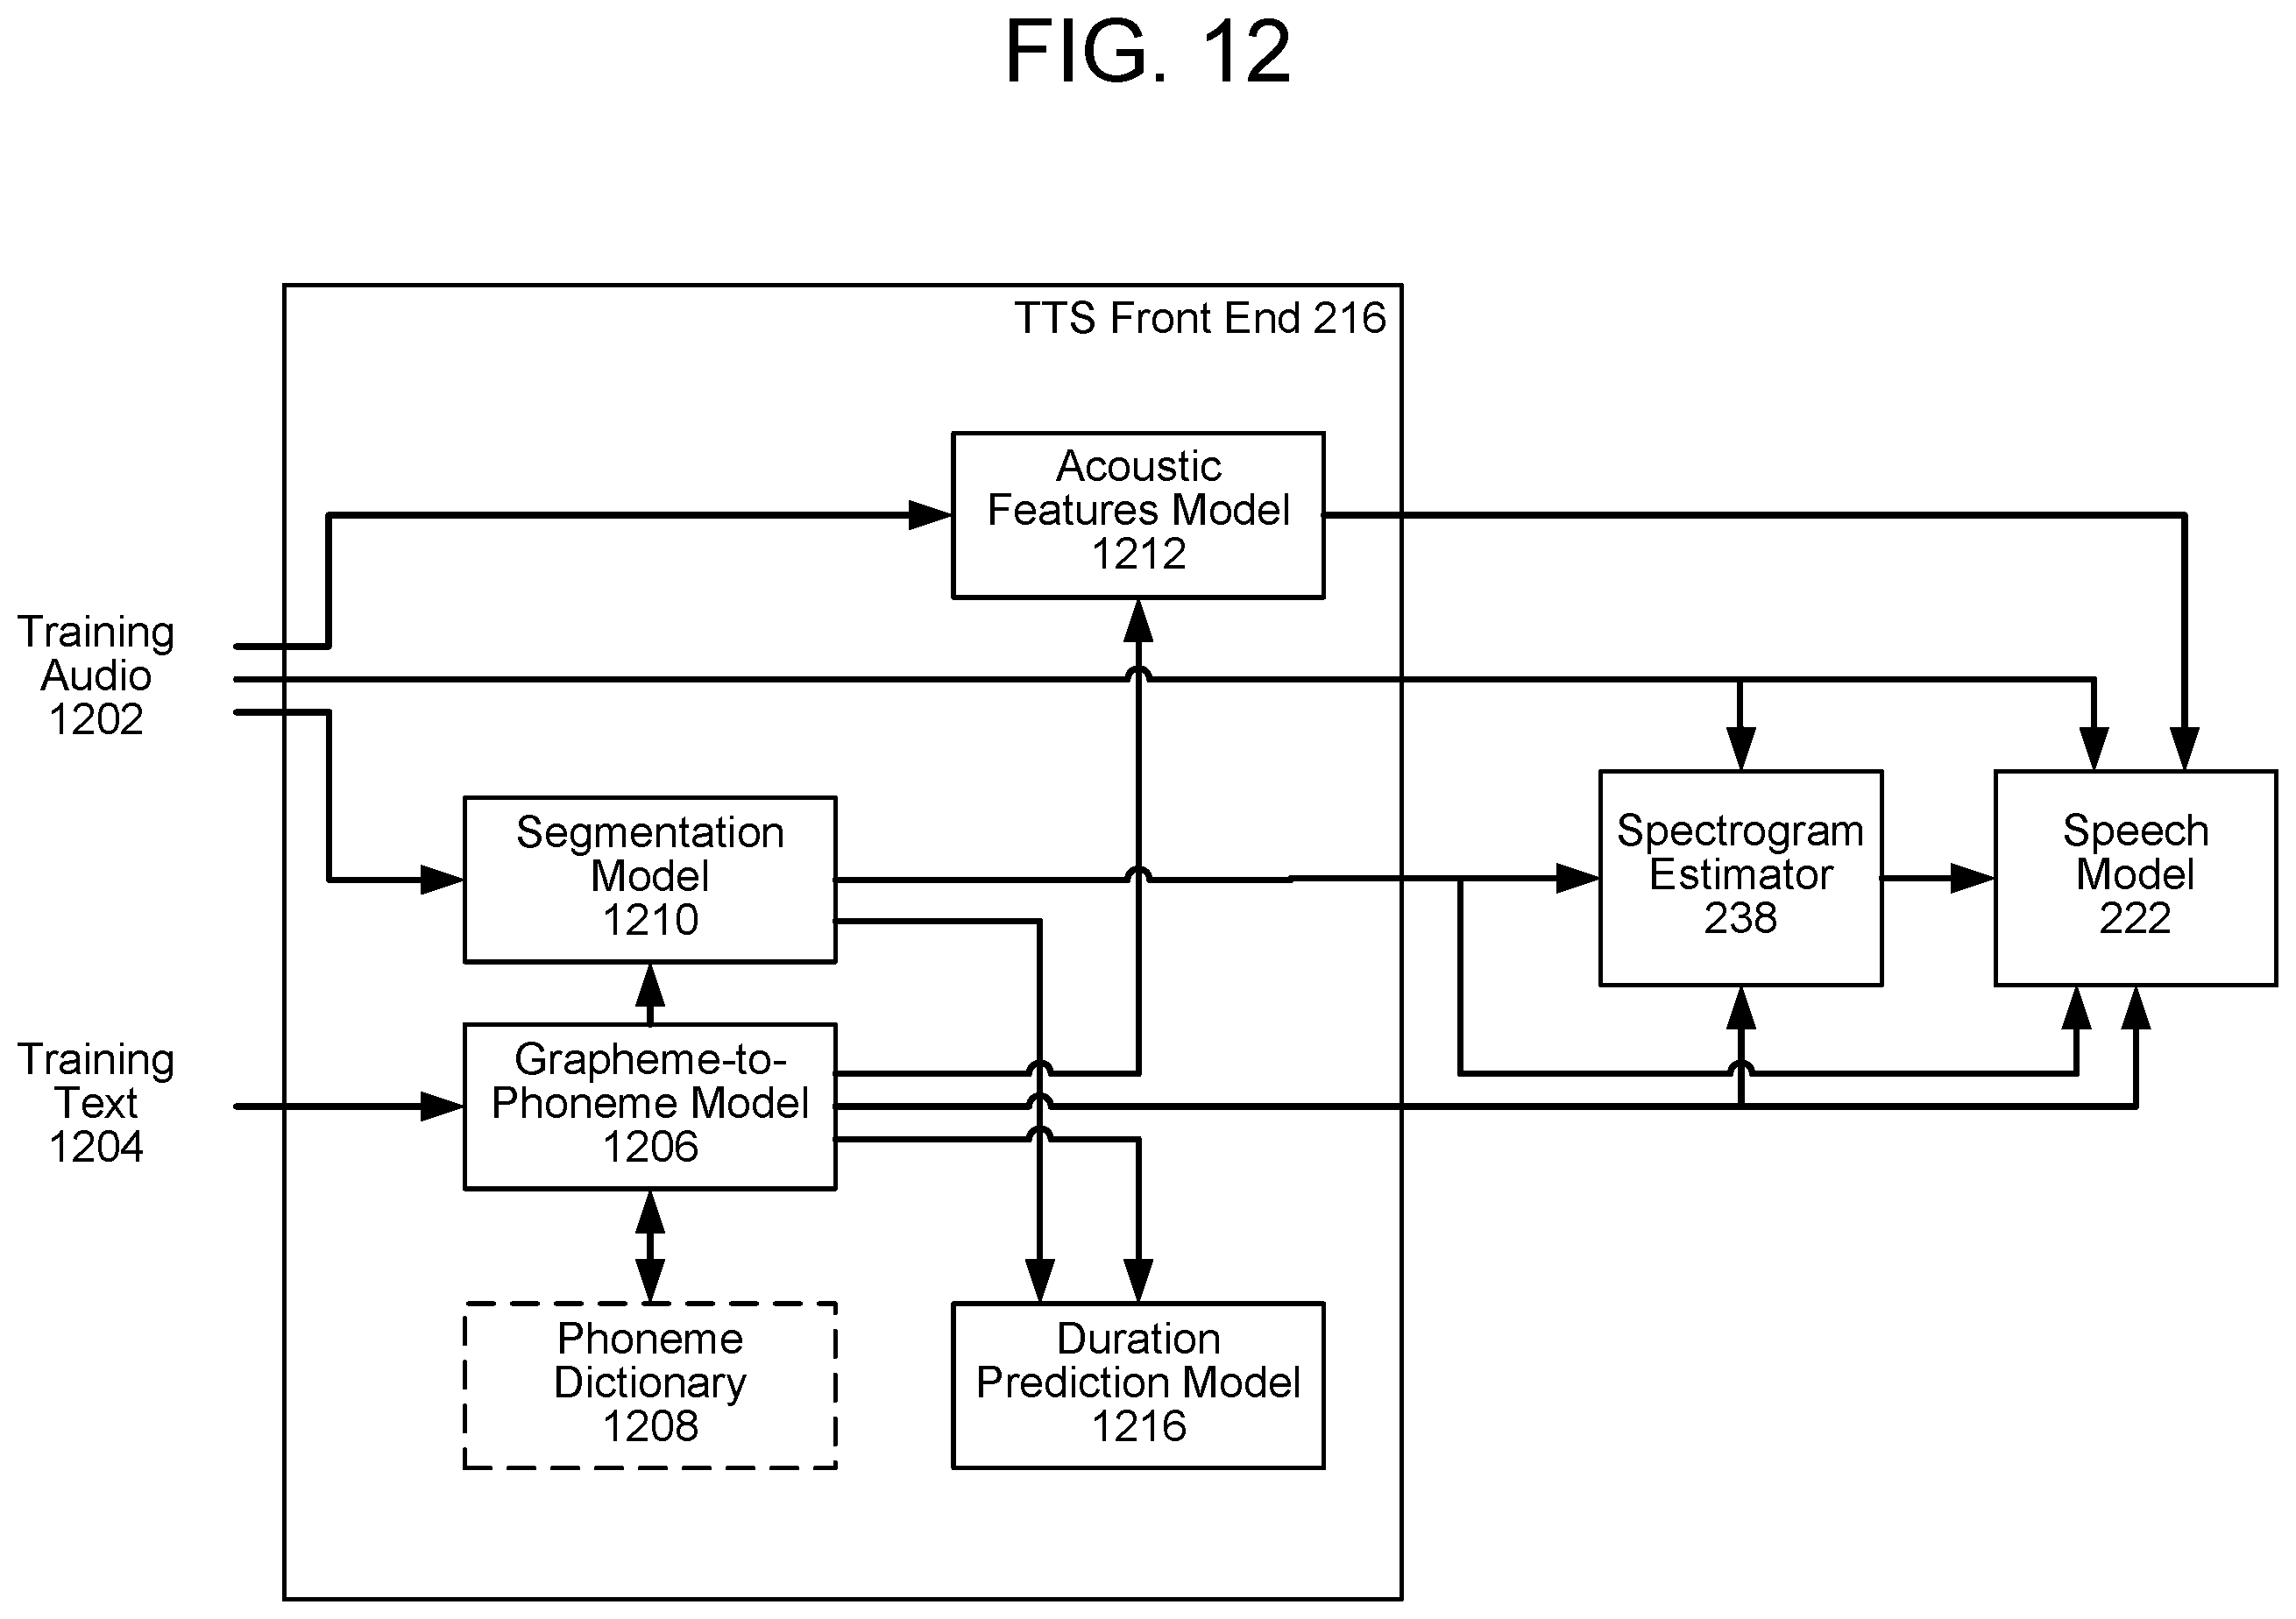 FIG. 12
TTS Front End 216
Acoustic
Features Model
1212
Training
Audio
1202
Segmentation
Model
1210
Spectrogram
Estimator
238
Speech
Model
222
Training
Text
1204
Grapheme-to-
Phoneme Model
1206
Phoneme
Dictionary
1208
Duration
Prediction Model
1216